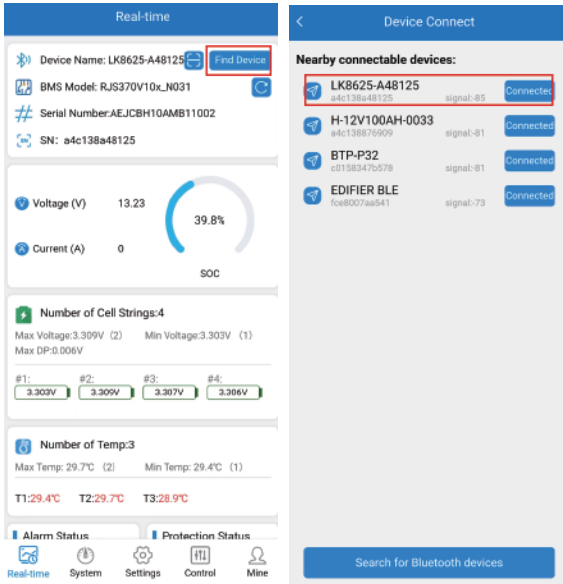 Real-time
Device Name: LK8625-A48125 Find Device
BMS Model: RJS370V10x_N031
Serial Number:AEJCBH10AMB11002
SN: a4c138a48125
Voltage (V) 13.23
39.8%
Current (A) 0
SOC
Number of Cell Strings:4
Max Voltage:3.309V (2) Min Voltage:3.303V (1)
Max DP:0.006V
#1: #2: #3: #4:
3.303V 3.309V 3.307V 3.306V
Number of Temp:3
Max Temp: 29.7℃ (2) Min Temp: 29.4℃ (1)
T1:29.4℃ T2:29.7℃ T3:28.9℃
Alarm Status Protection Status
Real-time System Settings Control Mine
Device Connect
Nearby connectable devices:
LK8625-A48125
a4c138a48125 signal:-85 Connected
H-12V100AH-0033
a4c138876909 signal:-81 Connected
BTP-P32
c0158347b578 signal:-81 Connected
EDIFIER BLE
fce8007aa541 signal:-73 Connected
Search for Bluetooth devices